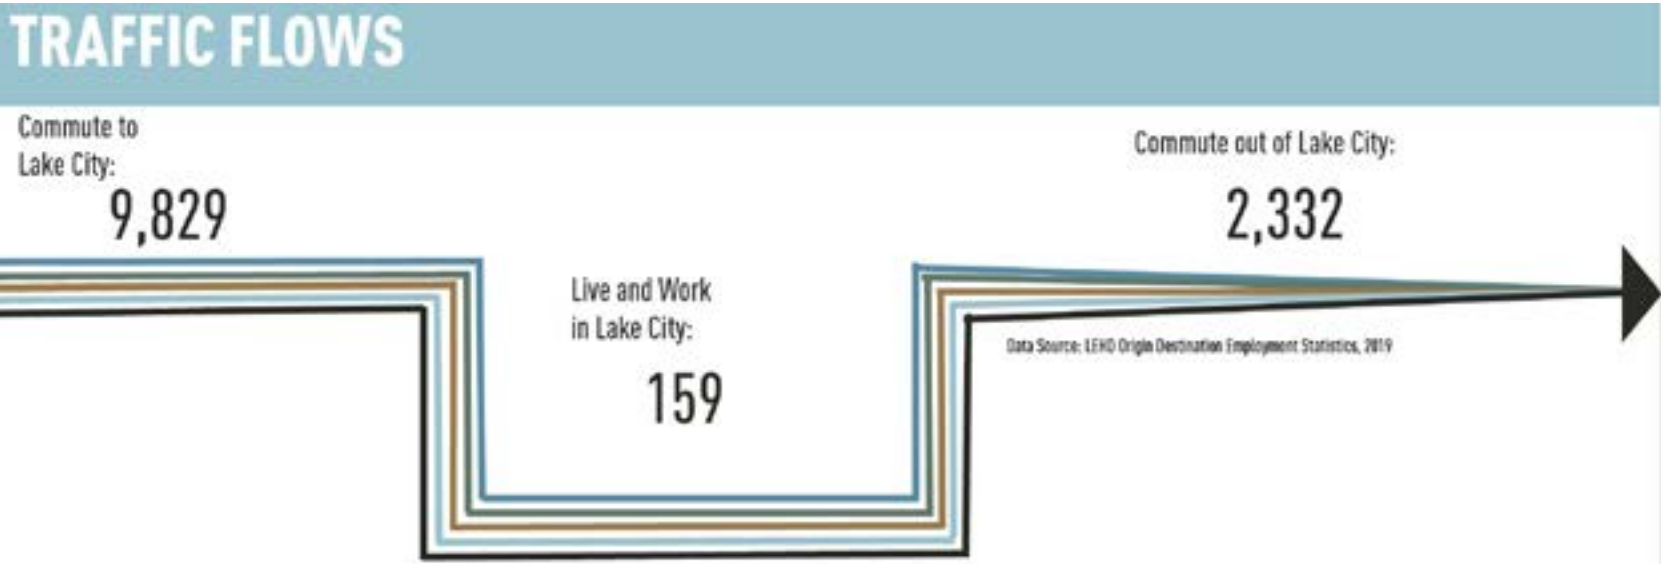 TRAFFIC FLOWS
Commute to
Lake City:
9,829
Live and Work
in Lake City:
159
Commute out of Lake City:
2,332
Data Source: LEHD Origin Destination Employment Statistics, 2019